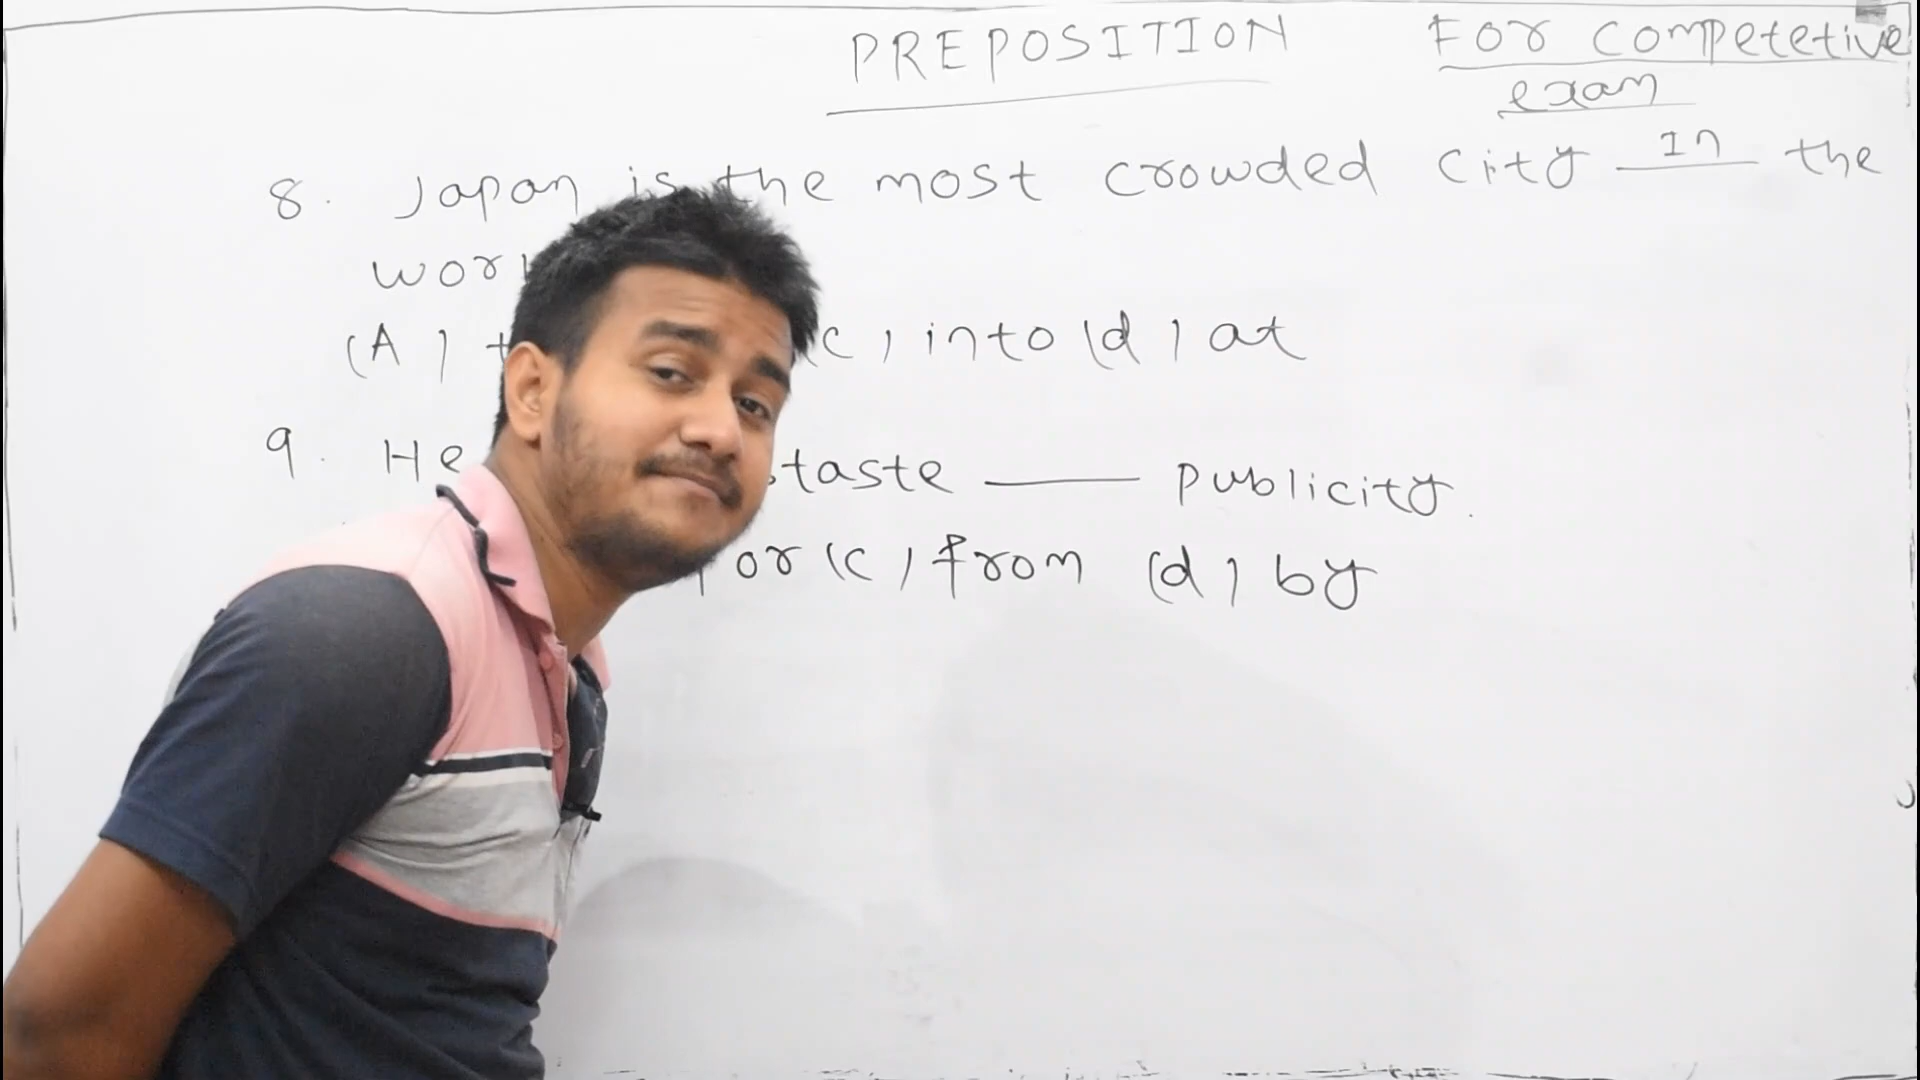 PREPOSITION For competetive
exam
8. Japan is the most crowded city In the
(A) (c) into (d) at
9. He taste ___ publicity.
or (c) from (d) by